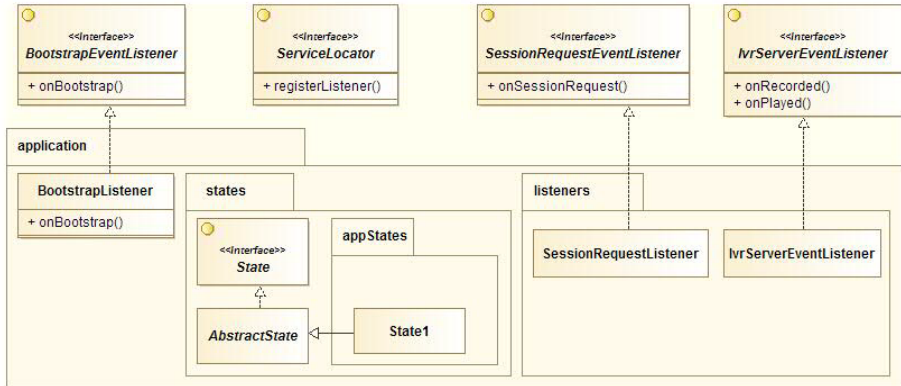 <<Interface>>
BootstrapEventListener
+ onBootstrap()
<<Interface>>
ServiceLocator
+ registerListener()
<<Interface>>
SessionRequestEventListener
+ onSessionRequest()
<<Interface>>
IvrServerEventListener
+ onRecorded()
+ onPlayed()
application
BootstrapListener
+ onBootstrap()
states
<<Interface>>
State
AbstractState
appStates
State1
listeners
SessionRequestListener
IvrServerEventListener